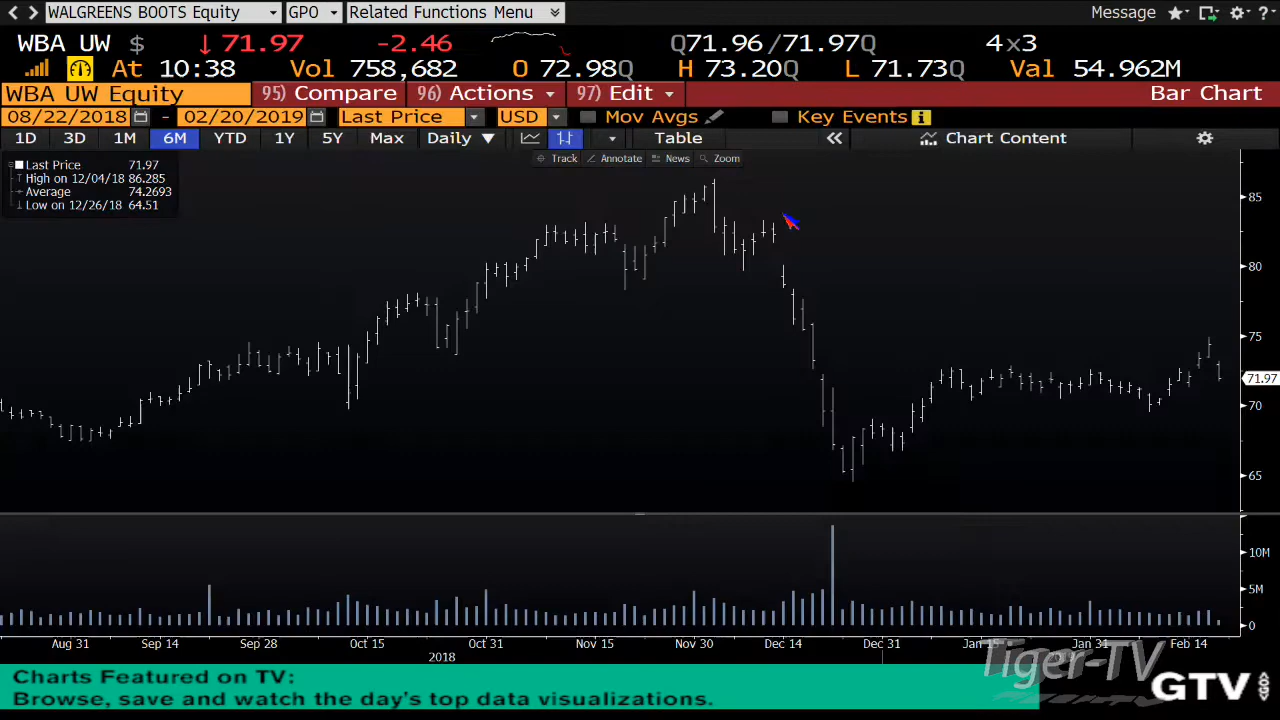 WALGREENS BOOTS Equity GPO Related Functions Menu Message ?
WBA UW $ ↓ 71.97 -2.46 Q71.96/71.97Q 4x3
At 10:38 Vol 758,682 O 72.98Q H 73.20Q L 71.73Q Val 54.962M
WBA UW Equity 95) Compare 96) Actions 97) Edit Bar Chart
08/22/2018 - 02/20/2019 Last Price USD Mov Avgs Key Events i
1D 3D 1M 6M YTD 1Y 5Y Max Daily ▼ Table « Chart Content
Track Annotate News Zoom
Last Price 71.97
High on 12/04/18 86.285
Average 74.2693
Low on 12/26/18 64.51
85
80
75
71.97
70
65
10M
5M
0
Aug 31 Sep 14 Sep 28 Oct 15 Oct 31 Nov 15 Nov 30 Dec 14 Dec 31 Jan 15 Jan 31 Feb 14
2018 2019
Tiger-TV
Charts Featured on TV:
Browse, save and watch the day's top data visualizations.
GTV